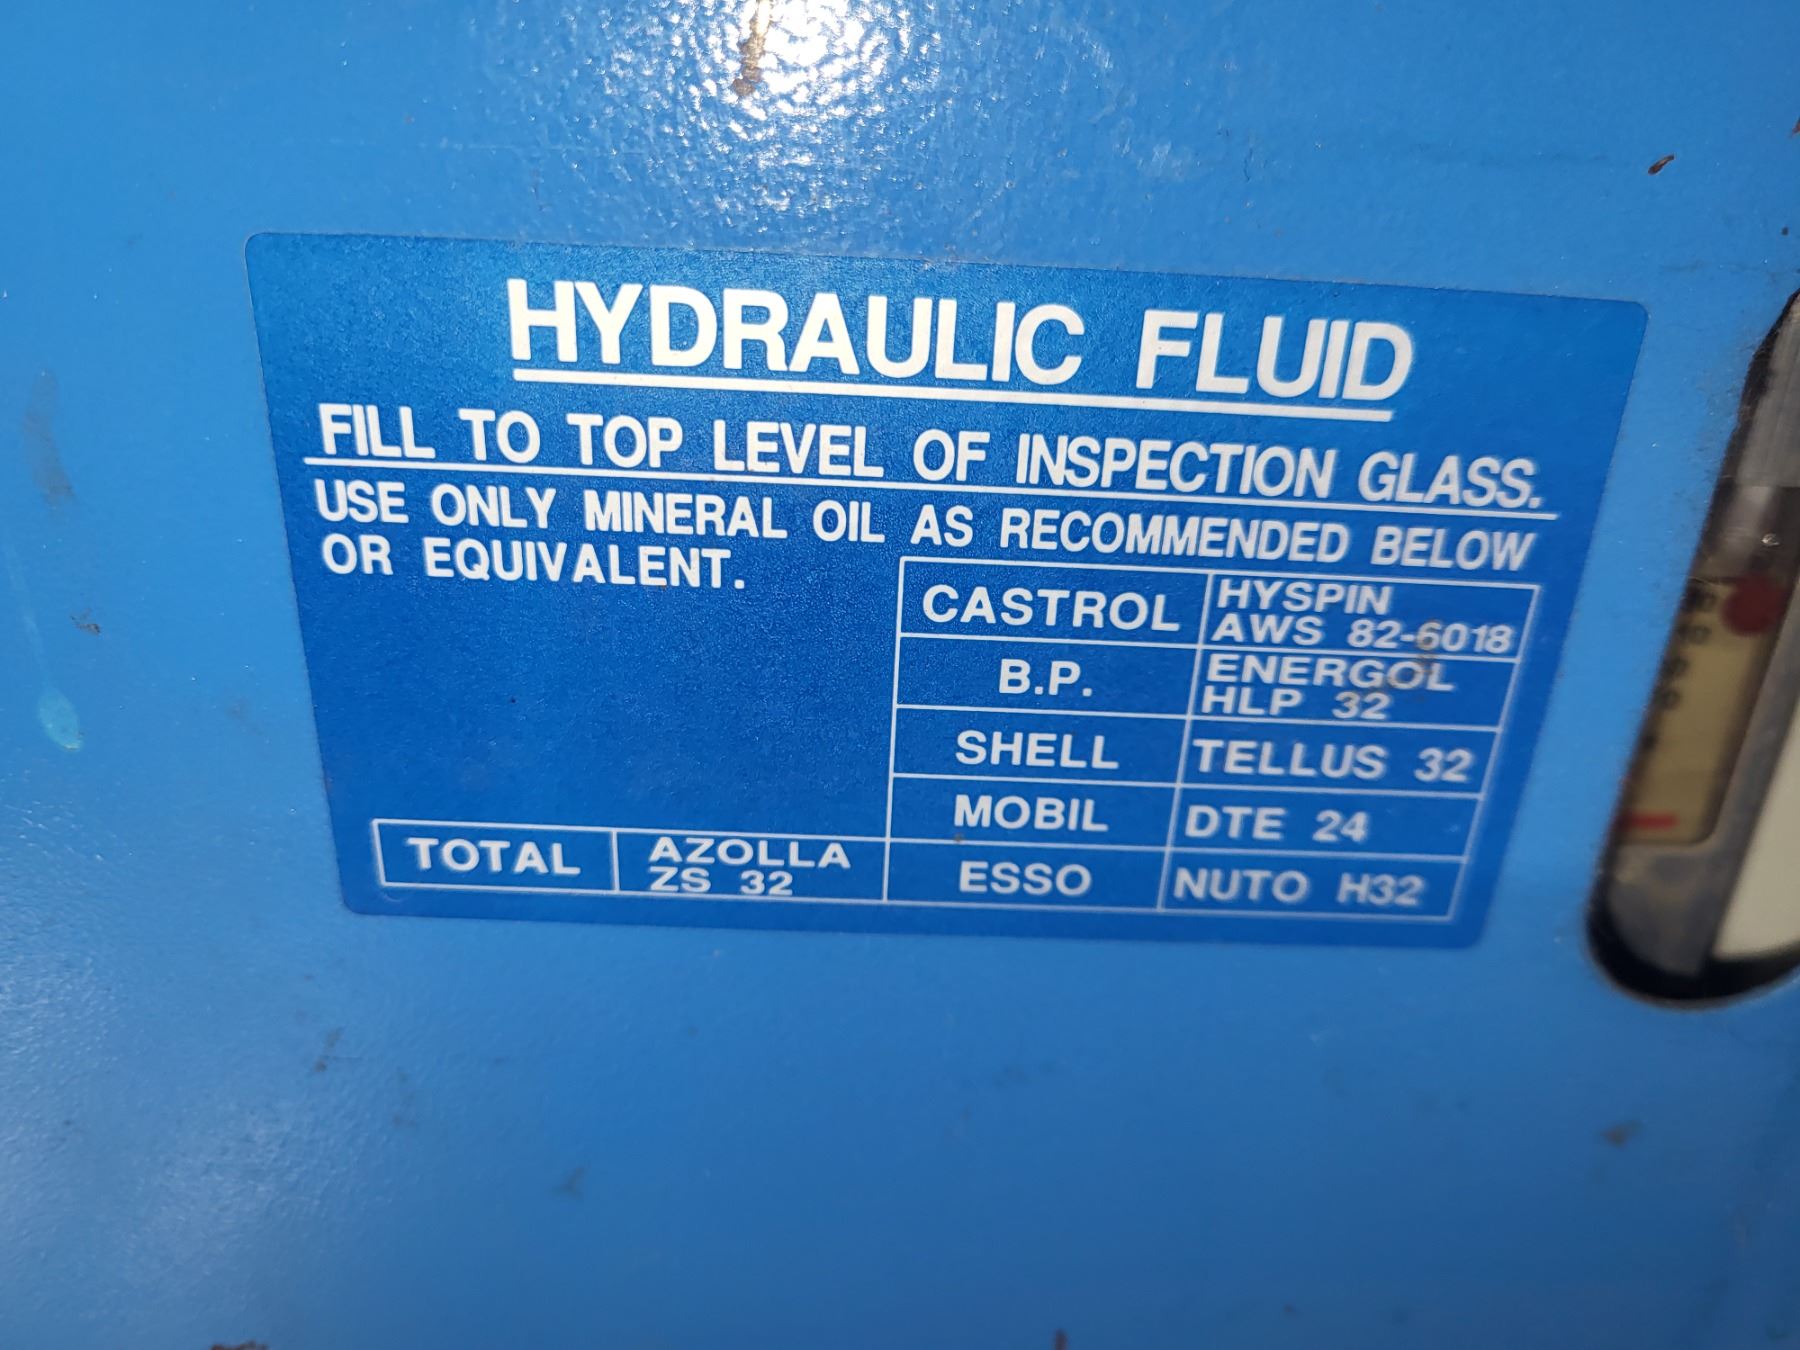 HYDRAULIC FLUID
FILL TO TOP LEVEL OF INSPECTION GLASS.
USE ONLY MINERAL OIL AS RECOMMENDED BELOW
OR EQUIVALENT.
CASTROL HYSPIN
AWS 82-6018
B.P. ENERGOL
HLP 32
SHELL TELLUS 32
MOBIL DTE 24
TOTAL AZOLLA
ZS 32
ESSO NUTO H32